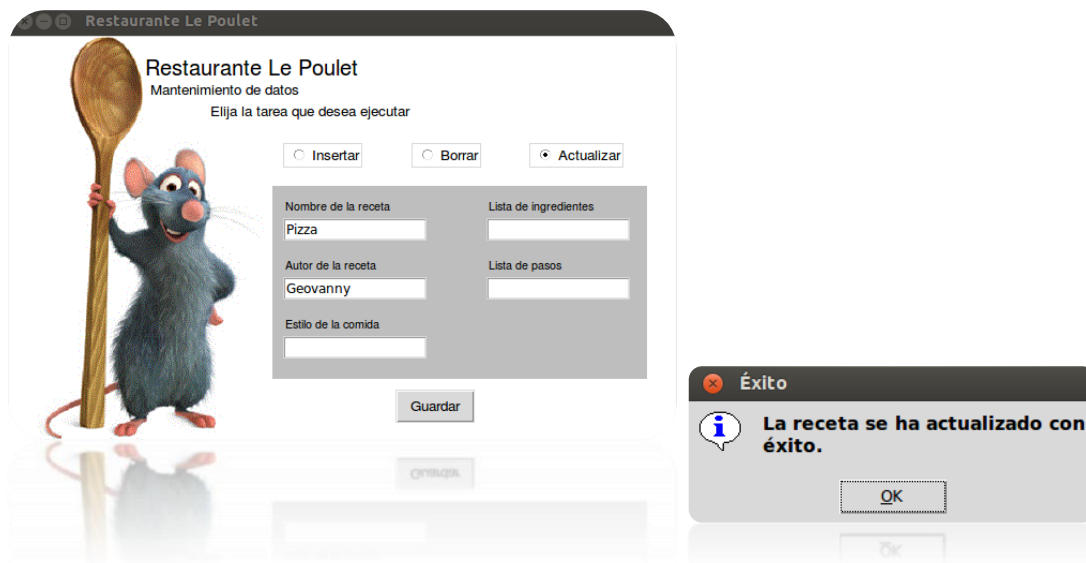 Restaurante Le Poulet
Restaurante Le Poulet
Mantenimiento de datos
Elija la tarea que desea ejecutar
Insertar
Borrar
Actualizar
Nombre de la receta
Lista de ingredientes
Pizza
Autor de la receta
Lista de pasos
Geovanny
Estilo de la comida
Guardar
Éxito
La receta se ha actualizado con
éxito.
OK